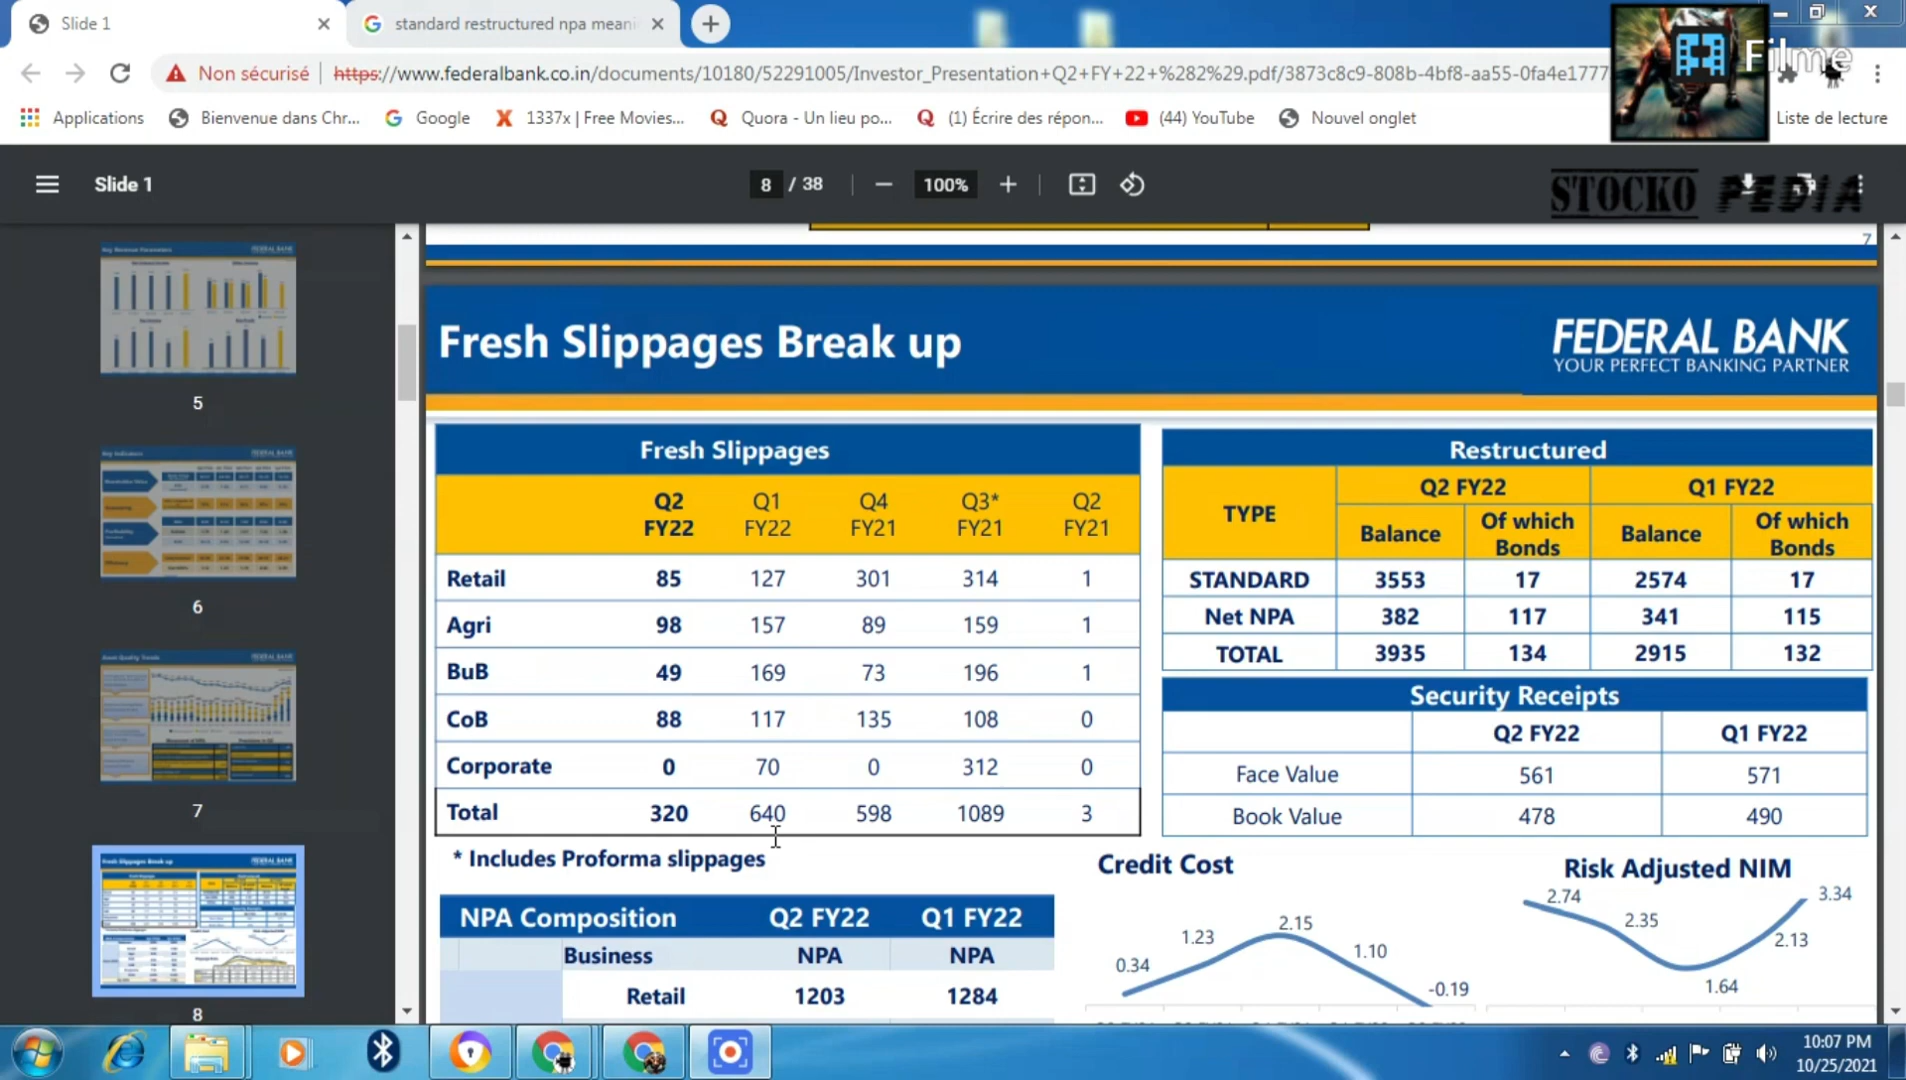 Slide 1
standard restructured npa meani
Filme
Non sécurisé
https://www.federalbank.co.in/documents/10180/52291005/Investor_Presentation+Q2+FY+22+%282%29.pdf/3873c8c9-808b-4bf8-aa55-0fa4e1777
Applications
Bienvenue dans Chr...
Google
1337x | Free Movies...
Quora - Un lieu po...
(1) Écrire des répon...
(44) YouTube
Nouvel onglet
Liste de lecture
Slide 1
8 / 38
100%
STOCKO PEDIA
5
6
7
8
7
Fresh Slippages Break up
FEDERAL BANK
YOUR PERFECT BANKING PARTNER
Fresh Slippages
Q2 FY22 Q1 FY22 Q4 FY21 Q3* FY21 Q2 FY21
Retail 85 127 301 314 1
Agri 98 157 89 159 1
BuB 49 169 73 196 1
CoB 88 117 135 108 0
Corporate 0 70 0 312 0
Total 320 640 598 1089 3
* Includes Proforma slippages
Restructured
TYPE Q2 FY22 Q1 FY22
Balance Of which Bonds Balance Of which Bonds
STANDARD 3553 17 2574 17
Net NPA 382 117 341 115
TOTAL 3935 134 2915 132
Security Receipts
Q2 FY22 Q1 FY22
Face Value 561 571
Book Value 478 490
NPA Composition Q2 FY22 Q1 FY22
Business NPA NPA
Retail 1203 1284
Credit Cost
0.34 1.23 2.15 1.10 -0.19
Risk Adjusted NIM
2.74 2.35 1.64 2.13 3.34
10:07 PM
10/25/2021